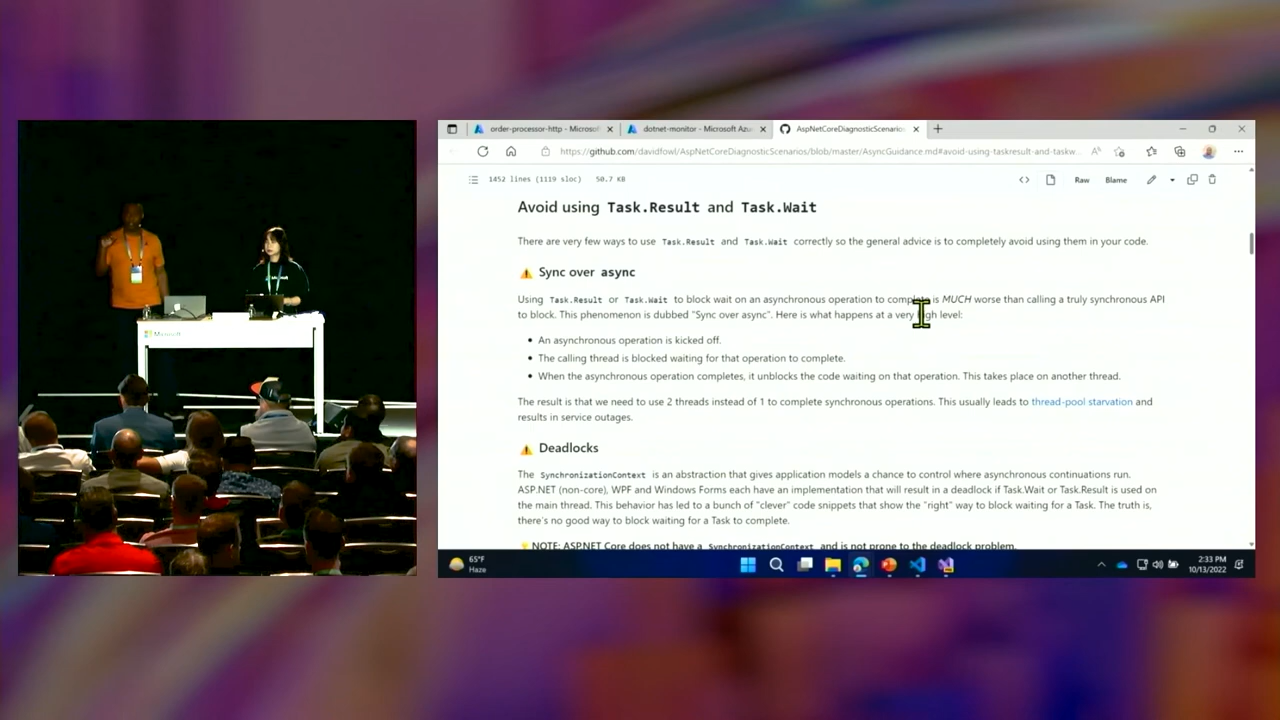 order-processor-http - Microsof
dotnet-monitor - Microsoft Azu
AspNetCoreDiagnosticScenarios
https://github.com/davidfowl/AspNetCoreDiagnosticScenarios/blob/master/AsyncGuidance.md#avoid-using-taskresult-and-taskw...
1452 lines (1119 sloc) 50.7 KB
Raw Blame
Avoid using Task.Result and Task.Wait
There are very few ways to use Task.Result and Task.Wait correctly so the general advice is to completely avoid using them in your code.
Sync over async
Using Task.Result or Task.Wait to block wait on an asynchronous operation to complete is MUCH worse than calling a truly synchronous API
to block. This phenomenon is dubbed "Sync over async". Here is what happens at a very high level:
• An asynchronous operation is kicked off.
• The calling thread is blocked waiting for that operation to complete.
• When the asynchronous operation completes, it unblocks the code waiting on that operation. This takes place on another thread.
The result is that we need to use 2 threads instead of 1 to complete synchronous operations. This usually leads to thread-pool starvation and
results in service outages.
Deadlocks
The SynchronizationContext is an abstraction that gives application models a chance to control where asynchronous continuations run.
ASP.NET (non-core), WPF and Windows Forms each have an implementation that will result in a deadlock if Task.Wait or Task.Result is used on
the main thread. This behavior has led to a bunch of "clever" code snippets that show the "right" way to block waiting for a Task. The truth is,
there's no good way to block waiting for a Task to complete.
NOTE: ASP.NET Core does not have a SynchronizationContext and is not prone to the deadlock problem.
65°F
Haze
2:33 PM
10/13/2022
Microsoft